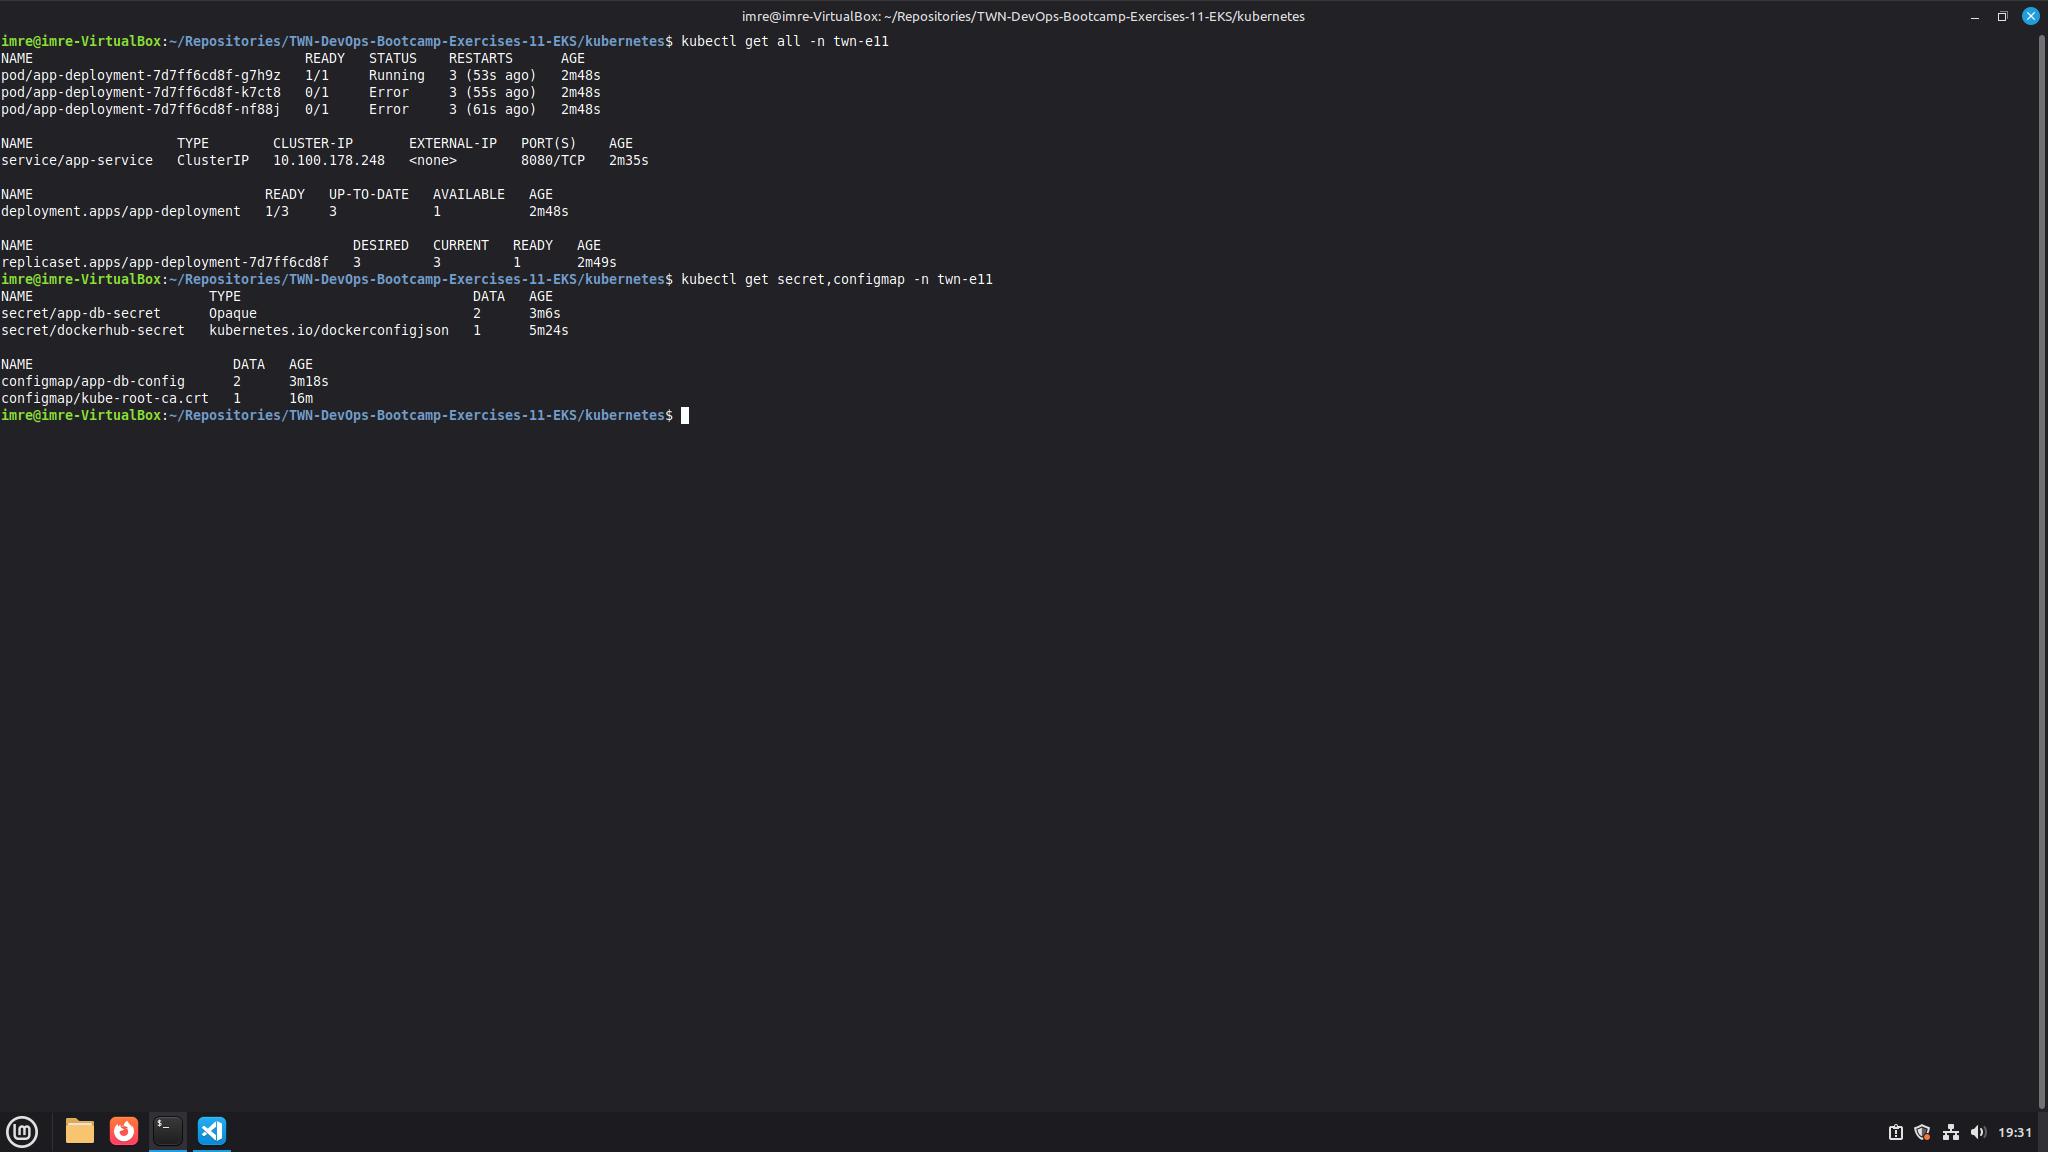 imre@imre-VirtualBox: ~/Repositories/TWN-DevOps-Bootcamp-Exercises-11-EKS/kubernetes
imre@imre-VirtualBox:~/Repositories/TWN-DevOps-Bootcamp-Exercises-11-EKS/kubernetes$ kubectl get all -n twn-e11
NAME                                  READY   STATUS    RESTARTS      AGE
pod/app-deployment-7d7ff6cd8f-g7h9z   1/1     Running   3 (53s ago)   2m48s
pod/app-deployment-7d7ff6cd8f-k7ct8   0/1     Error     3 (55s ago)   2m48s
pod/app-deployment-7d7ff6cd8f-nf88j   0/1     Error     3 (61s ago)   2m48s
NAME                  TYPE        CLUSTER-IP       EXTERNAL-IP   PORT(S)    AGE
service/app-service   ClusterIP   10.100.178.248   <none>        8080/TCP   2m35s
NAME                             READY   UP-TO-DATE   AVAILABLE   AGE
deployment.apps/app-deployment   1/3     3            1           2m48s
NAME                                        DESIRED   CURRENT   READY   AGE
replicaset.apps/app-deployment-7d7ff6cd8f   3         3         1       2m49s
imre@imre-VirtualBox:~/Repositories/TWN-DevOps-Bootcamp-Exercises-11-EKS/kubernetes$ kubectl get secret,configmap -n twn-e11
NAME                      TYPE                             DATA   AGE
secret/app-db-secret      Opaque                           2      3m6s
secret/dockerhub-secret   kubernetes.io/dockerconfigjson   1      5m24s
NAME                         DATA   AGE
configmap/app-db-config      2      3m18s
configmap/kube-root-ca.crt   1      16m
imre@imre-VirtualBox:~/Repositories/TWN-DevOps-Bootcamp-Exercises-11-EKS/kubernetes$
19:31